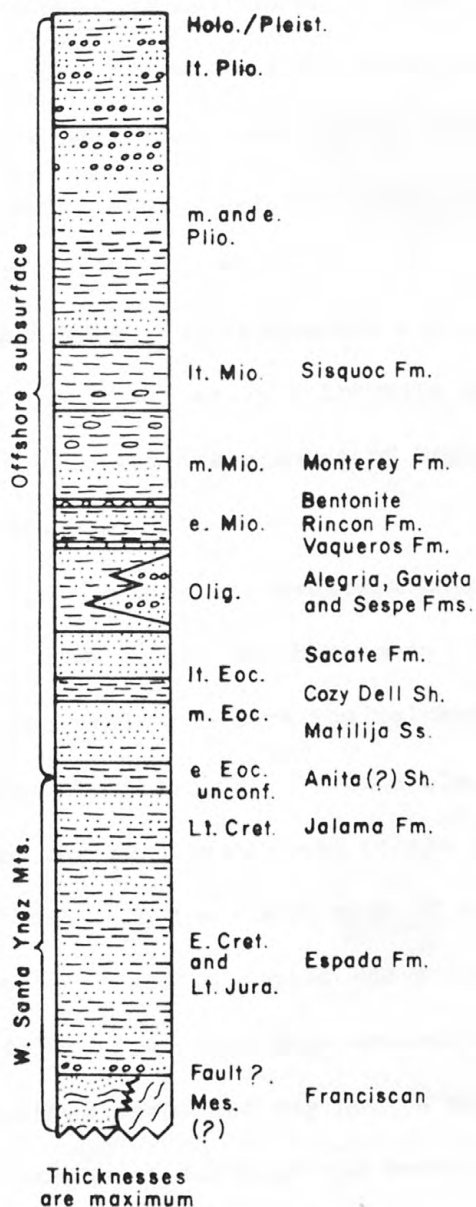 Holo./Pleist.
lt. Plio.
m. and e.
Plio.
lt. Mio. Sisquoc Fm.
m. Mio. Monterey Fm.
Bentonite
e. Mio. Rincon Fm.
Vaqueros Fm.
Olig. Alegria, Gaviota
and Sespe Fms.
Sacate Fm.
lt. Eoc.
Cozy Dell Sh.
m. Eoc.
Matilija Ss.
e. Eoc. Anita(?) Sh.
unconf.
Lt. Cret. Jalama Fm.
E. Cret.
and Espada Fm.
Lt. Jura.
Fault ?
Mes. Franciscan
(?)
Offshore subsurface
W. Santa Ynez Mts.
Thicknesses
are maximum